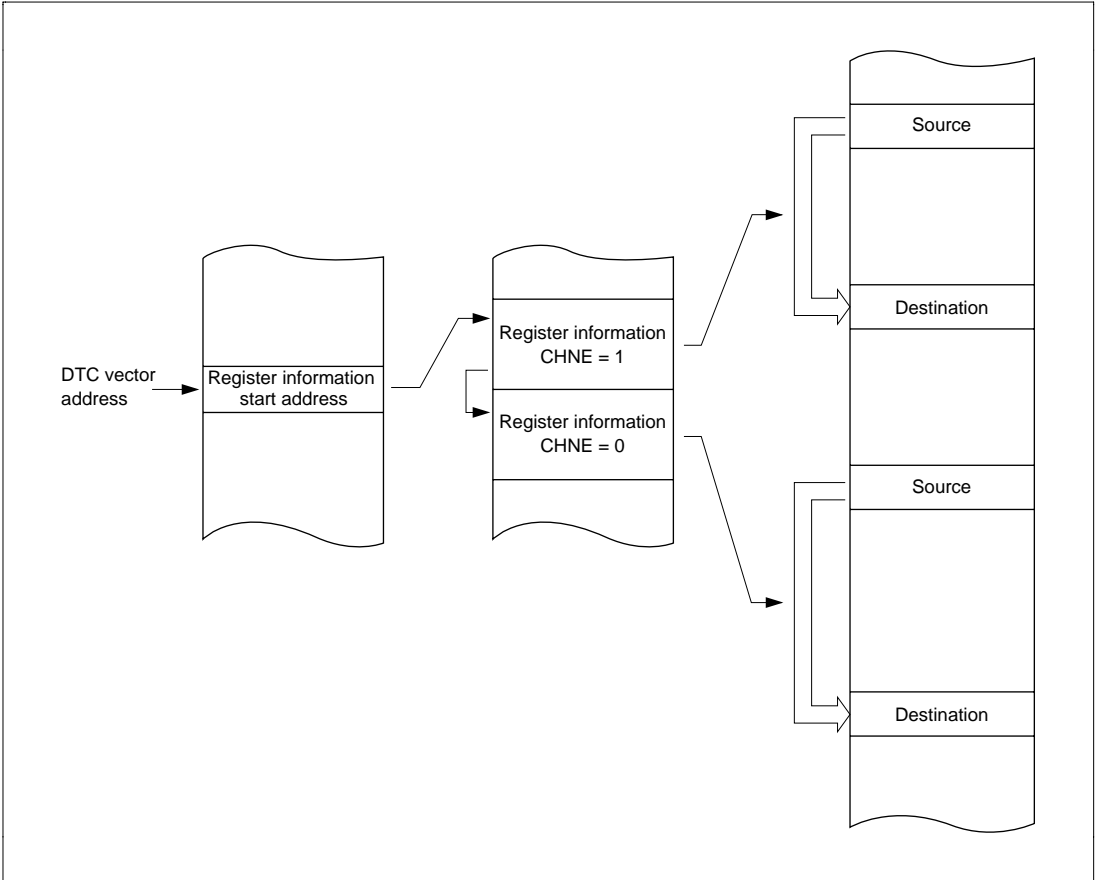 DTC vector
address
Register information
start address
Register information
CHNE = 1
Register information
CHNE = 0
Source
Destination
Source
Destination